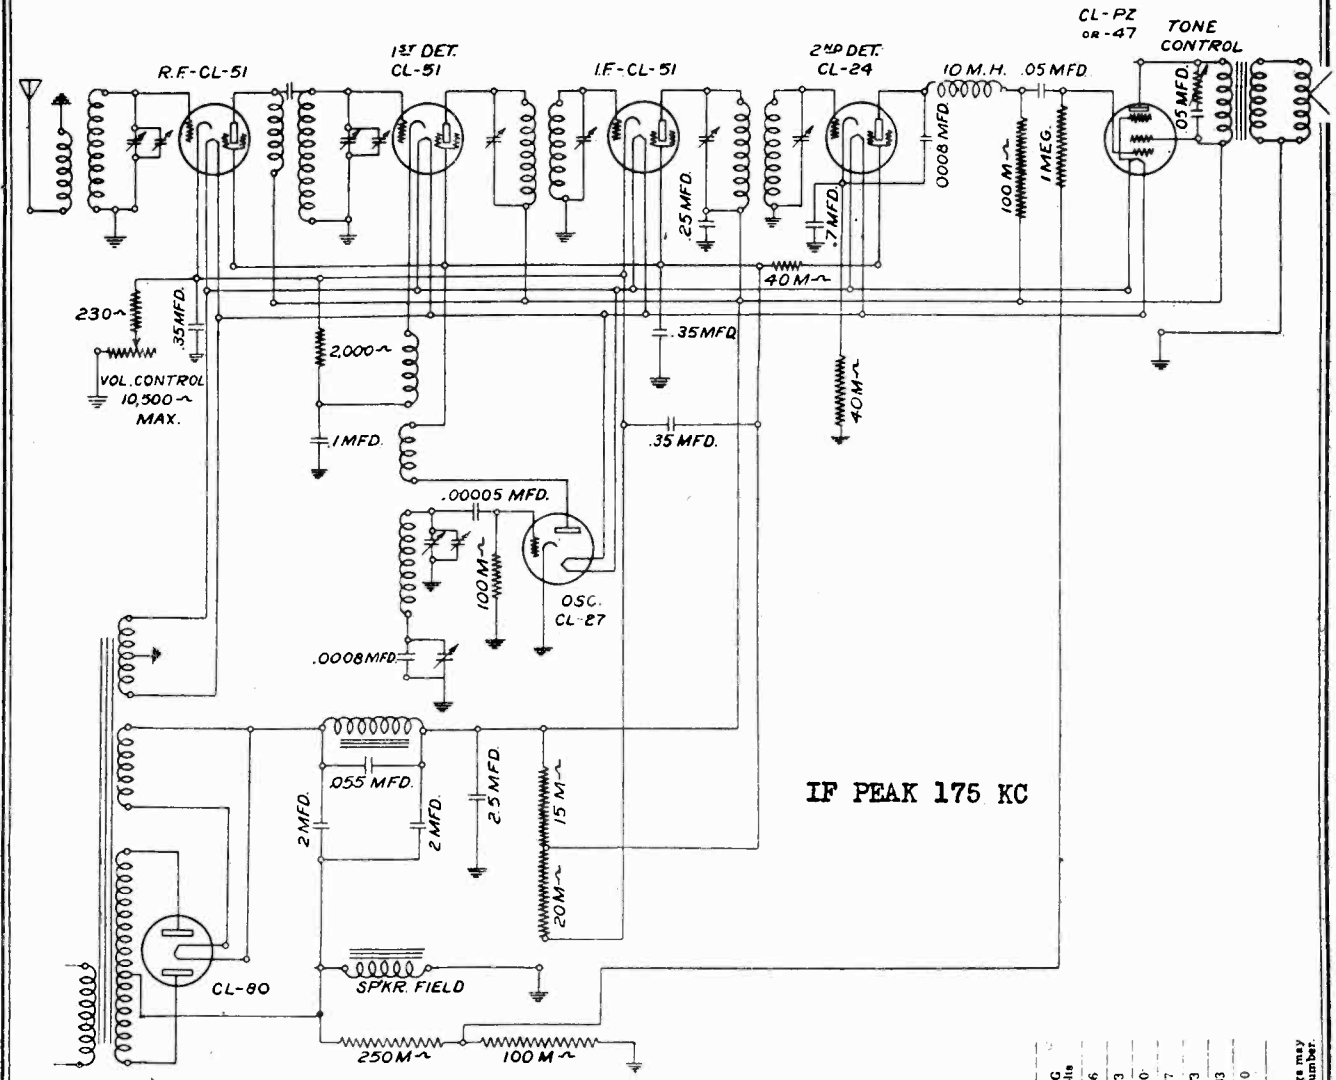 CL-PZ
OR-47
TONE
CONTROL
1ST DET.
CL-51
2ND DET.
CL-24
R.F.-CL-51
I.F.-CL-51
10 M.H.
.05 MFD.
.05 MFD.
.0008 MFD.
100 M~
1 MEG.
.25 MFD.
.7 MFD.
40 M~
230~
.35 MFD.
2,000~
.35 MFD.
VOL. CONTROL
10,500~
MAX.
40 M~
.1 MFD.
.35 MFD.
.00005 MFD.
100 M~
OSC.
CL-27
.0008 MFD.
.055 MFD.
2 MFD.
2 MFD.
2.5 MFD.
15 M~
IF PEAK 175 KC
20 M~
CL-80
SP'KR. FIELD
250 M~
100 M~